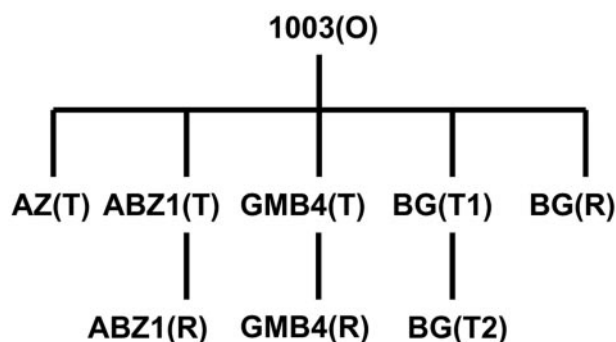 1003(O)
AZ(T) ABZ1(T) GMB4(T) BG(T1) BG(R)
ABZ1(R) GMB4(R) BG(T2)